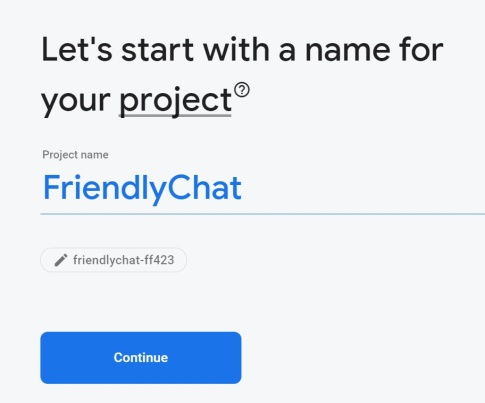 Let's start with a name for
your project
Project name
FriendlyChat
friendlychat-ff423
Continue